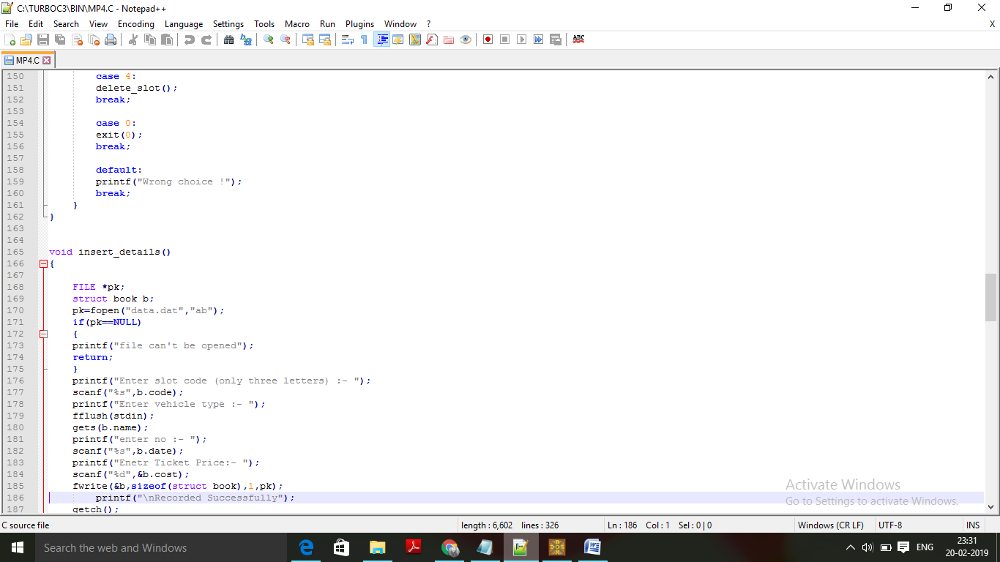 C:\TURBOC3\BIN\MP4.C - Notepad++
File Edit Search View Encoding Language Settings Tools Macro Run Plugins Window ? X
ABC
MP4.C
150 case 4:
151 delete_slot();
152 break;
153
154 case 0:
155 exit(0);
156 break;
157
158 default:
159 printf("Wrong choice !");
160 break;
161 }
162 }
163
164
165 void insert_details()
166 {
167
168 FILE *pk;
169 struct book b;
170 pk=fopen("data.dat","ab");
171 if(pk==NULL)
172 {
173 printf("file can't be opened");
174 return;
175 }
176 printf("Enter slot code (only three letters) :- ");
177 scanf("%s",b.code);
178 printf("Enter vehicle type :- ");
179 fflush(stdin);
180 gets(b.name);
181 printf("enter no :- ");
182 scanf("%s",b.date);
183 printf("Enetr Ticket Price:- ");
184 scanf("%d",&b.cost);
185 fwrite(&b,sizeof(struct book),1,pk);
186 printf("\nRecorded Successfully");
187 getch();
Activate Windows
Go to Settings to activate Windows.
C source file length : 6,602 lines : 326 Ln : 186 Col : 1 Sel : 0 | 0 Windows (CR LF) UTF-8 INS
Search the web and Windows
ENG
23:31
20-02-2019